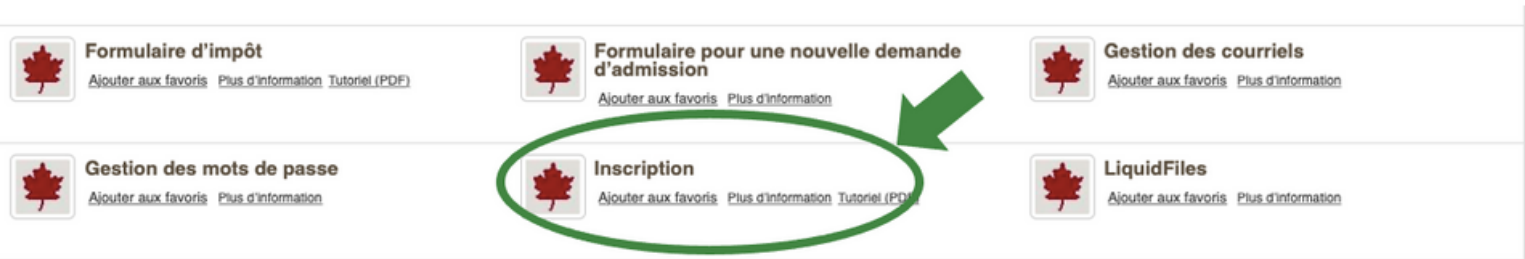 Formulaire d'impôt
Ajouter aux favoris Plus d'information Tutoriel (PDF)
Formulaire pour une nouvelle demande
d'admission
Ajouter aux favoris Plus d'information
Gestion des courriels
Ajouter aux favoris Plus d'information
Gestion des mots de passe
Ajouter aux favoris Plus d'information
Inscription
Ajouter aux favoris Plus d'information Tutoriel (PDF)
LiquidFiles
Ajouter aux favoris Plus d'information